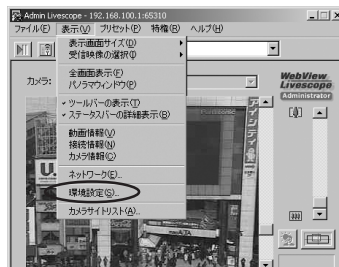 Admin Livescope - 192.168.100.1:65310
ファイル(F) 表示(V) プリセット(P) 特権(R) ヘルプ(H)
表示画面サイズ(D)
受信映像の選択(I)
全画面表示(F)
パノラマウィンドウ(P)
カメラ:
WebView
Livescope
Administrator
✓ツールバーの表示(T)
✓ステータスバーの詳細表示(B)
動画情報(V)
接続情報(N)
カメラ情報(C)
ネットワーク(E)...
環境設定(S)...
カメラサイトリスト(A)...